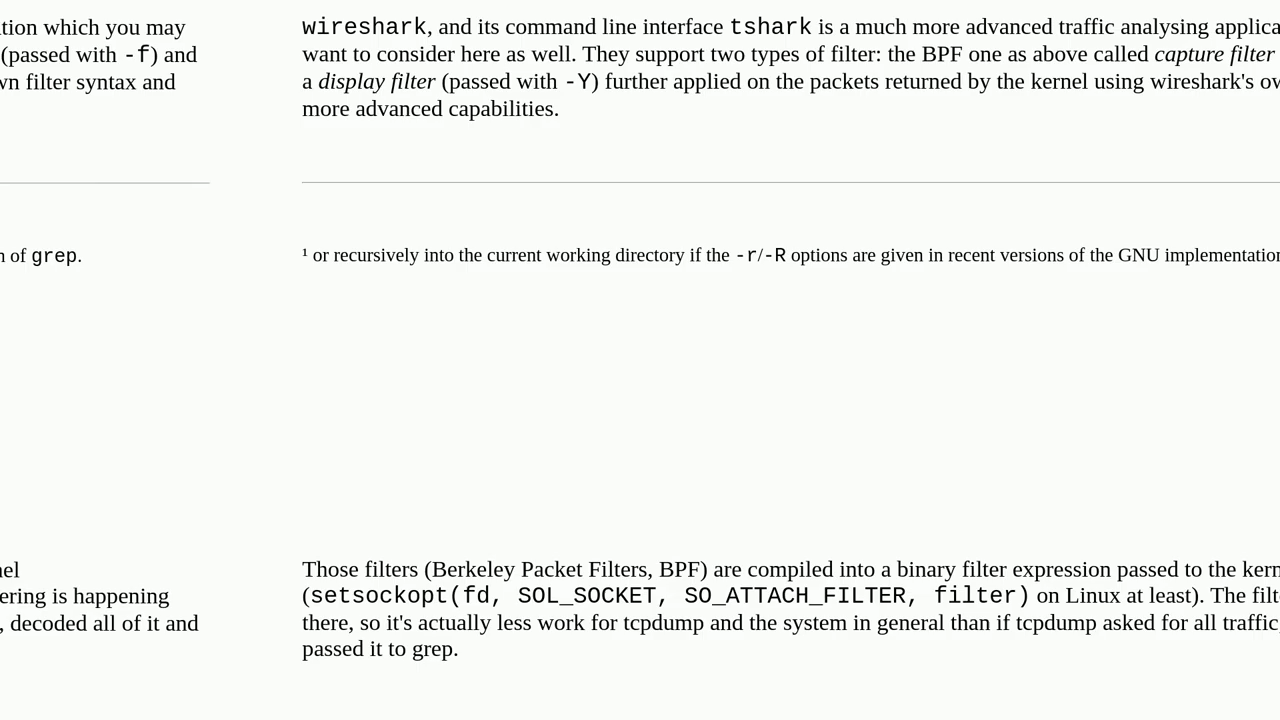 ition which you may
(passed with -f) and
wn filter syntax and
n of grep.
nel
ering is happening
, decoded all of it and
wireshark, and its command line interface tshark is a much more advanced traffic analysing applica
want to consider here as well. They support two types of filter: the BPF one as above called capture filter
a display filter (passed with -Y) further applied on the packets returned by the kernel using wireshark's ow
more advanced capabilities.
¹ or recursively into the current working directory if the -r/-R options are given in recent versions of the GNU implementation
Those filters (Berkeley Packet Filters, BPF) are compiled into a binary filter expression passed to the kern
(setsockopt(fd, SOL_SOCKET, SO_ATTACH_FILTER, filter) on Linux at least). The filte
there, so it's actually less work for tcpdump and the system in general than if tcpdump asked for all traffic,
passed it to grep.